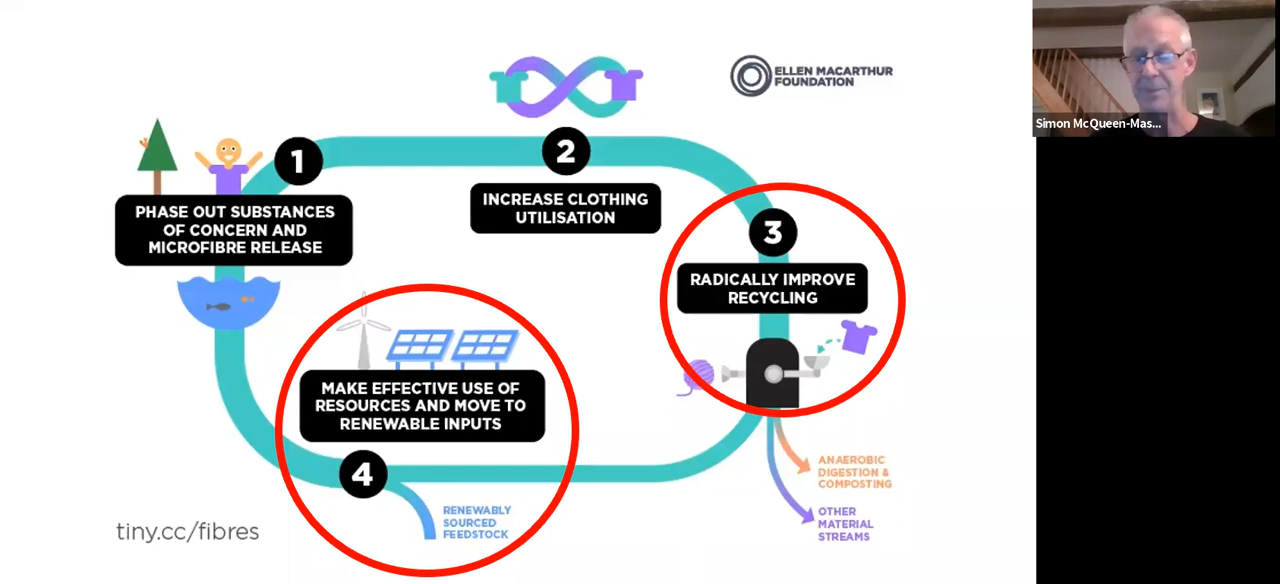 ELLEN MACARTHUR
FOUNDATION
Simon McQueen-Mas...
1
PHASE OUT SUBSTANCES
OF CONCERN AND
MICROFIBRE RELEASE
2
INCREASE CLOTHING
UTILISATION
3
RADICALLY IMPROVE
RECYCLING
MAKE EFFECTIVE USE OF
RESOURCES AND MOVE TO
RENEWABLE INPUTS
4
RENEWABLY
SOURCED
FEEDSTOCK
ANAEROBIC
DIGESTION &
COMPOSTING
OTHER
MATERIAL
STREAMS
tiny.cc/fibres